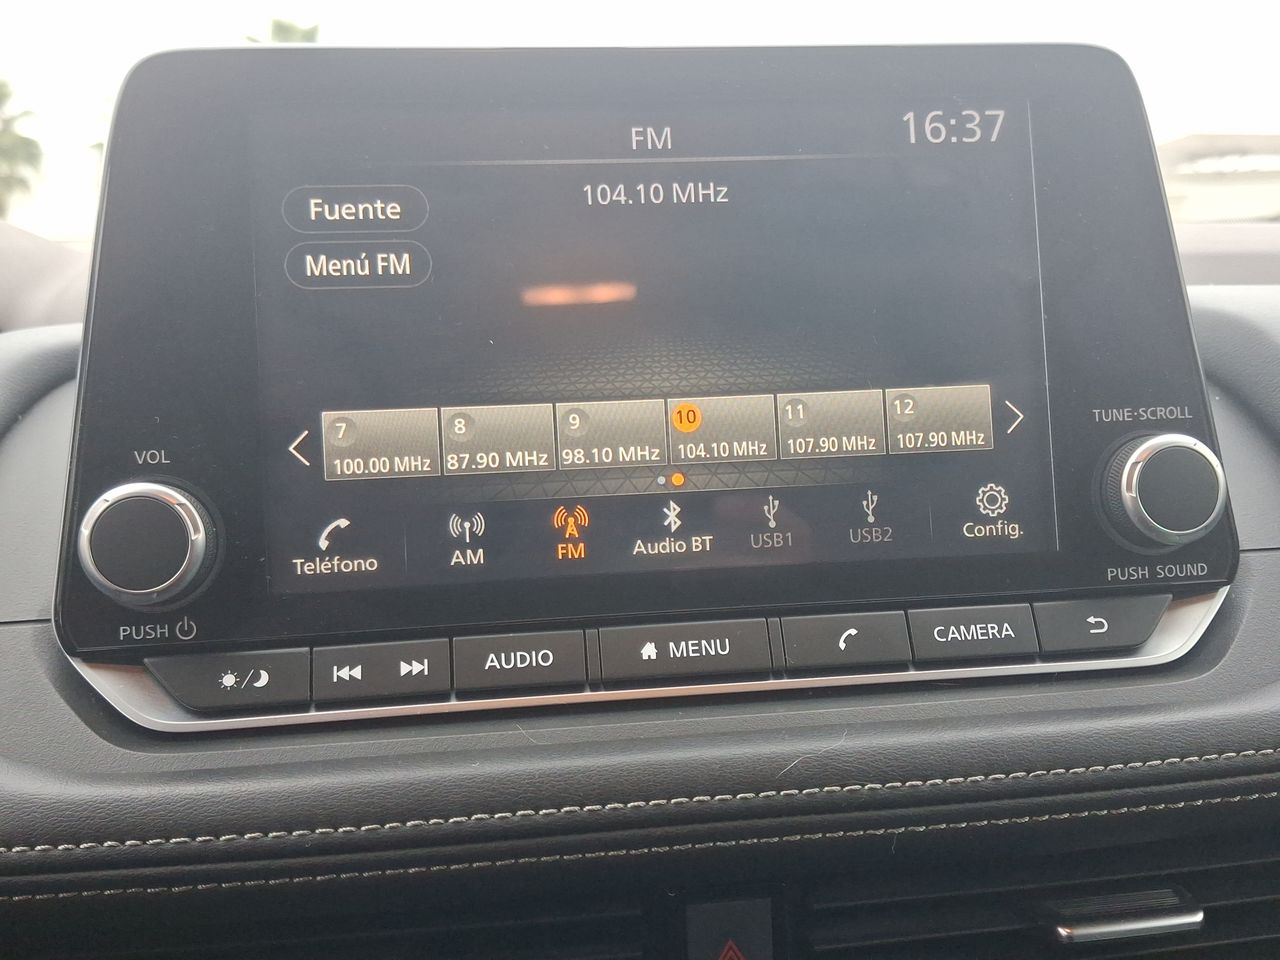 FM
16:37
104.10 MHz
Fuente
Menú FM
7
100.00 MHz
8
87.90 MHz
9
98.10 MHz
10
104.10 MHz
11
107.90 MHz
12
107.90 MHz
Teléfono
AM
FM
Audio BT
USB1
USB2
Config.
VOL
PUSH
TUNE·SCROLL
PUSH SOUND
AUDIO
MENU
CAMERA